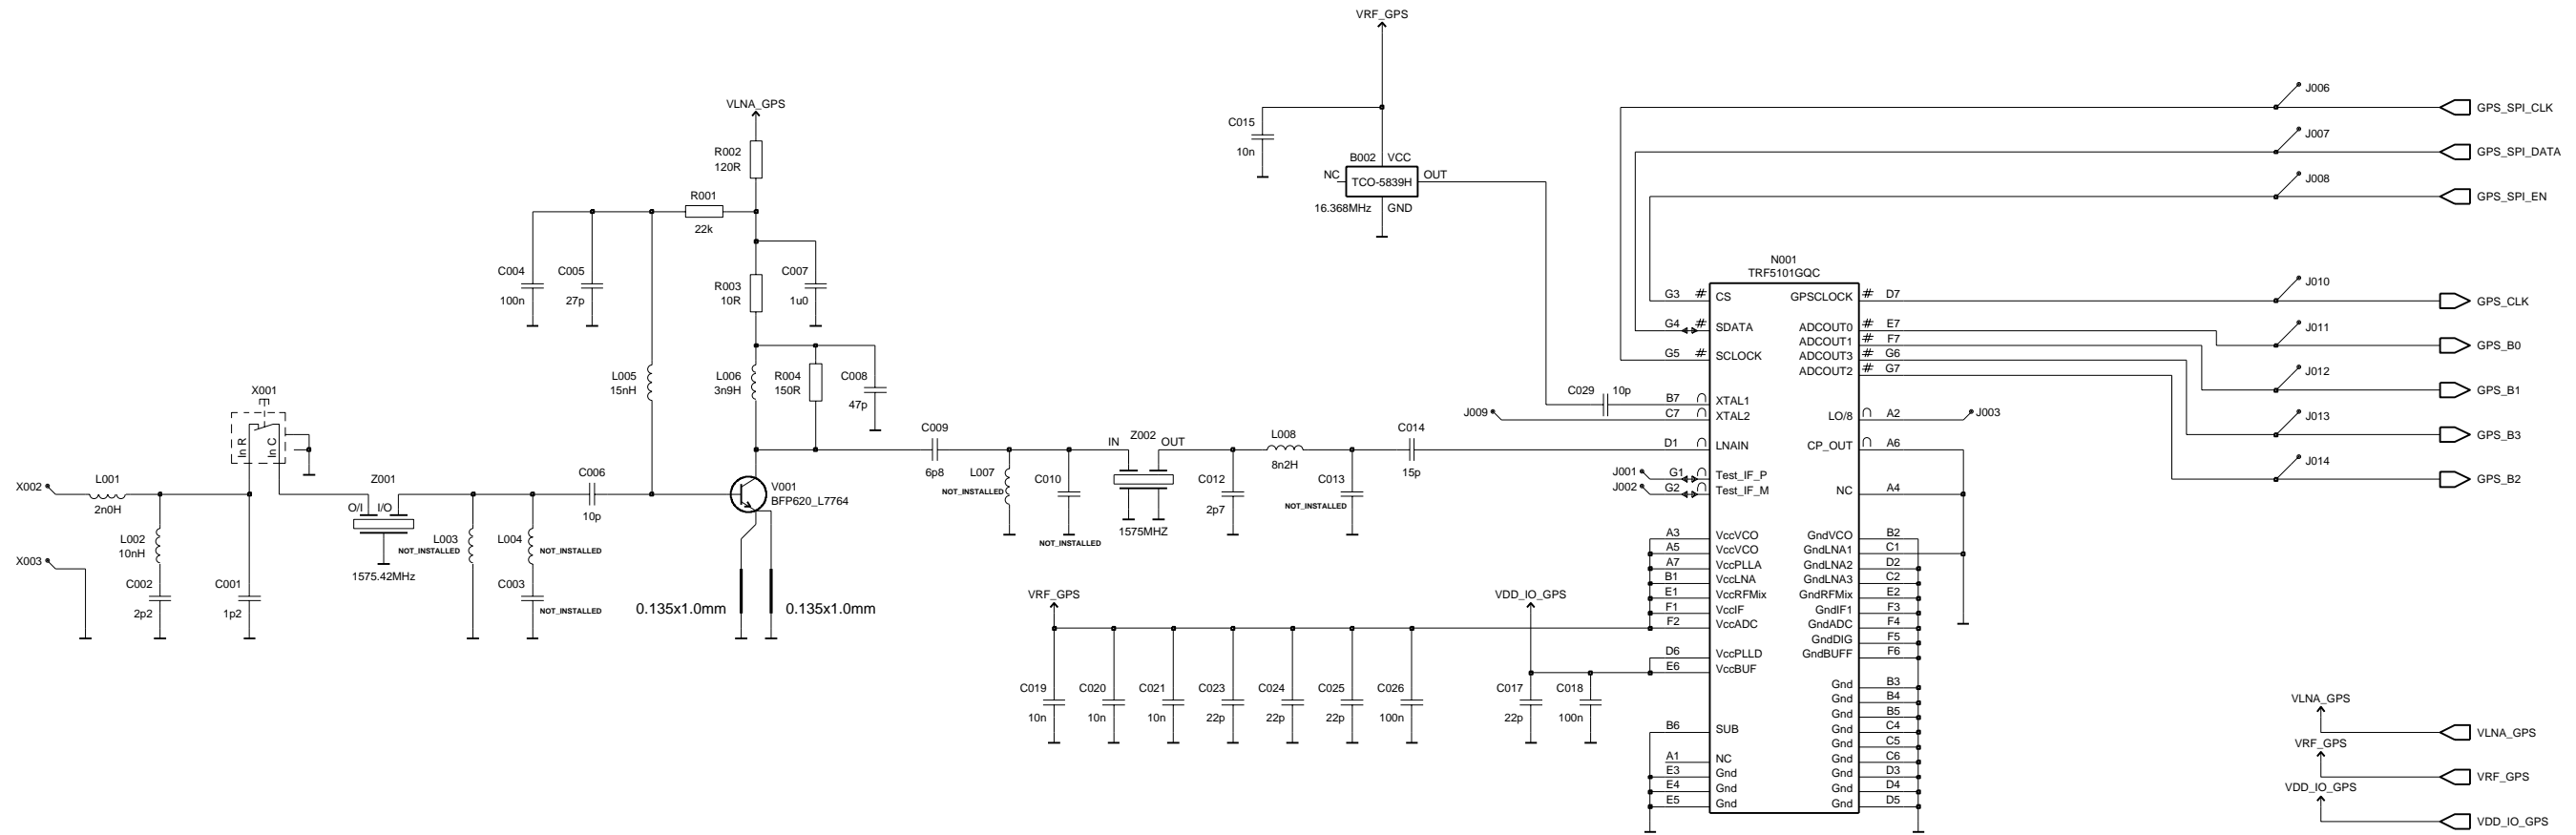 VRF_GPS
C015
10n
B002
VCC
NC
TCO-5839H
OUT
16.368MHz
GND
VLNA_GPS
R002
120R
R001
22k
C004
100n
C005
27p
R003
10R
C007
1u0
L005
15nH
L006
3n9H
R004
150R
C008
47p
X001
In R
In C
X002
L001
2n0H
X003
L002
10nH
C002
2p2
C001
1p2
Z001
O/I
I/O
1575.42MHz
L003
NOT_INSTALLED
L004
NOT_INSTALLED
C003
NOT_INSTALLED
C006
10p
V001
BFP620_L7764
0.135x1.0mm
0.135x1.0mm
C009
6p8
L007
NOT_INSTALLED
C010
NOT_INSTALLED
IN
Z002
OUT
1575MHZ
C012
2p7
L008
8n2H
C013
NOT_INSTALLED
C014
15p
VRF_GPS
C019
10n
C020
10n
C021
10n
C023
22p
C024
22p
C025
22p
C026
100n
VDD_IO_GPS
C017
22p
C018
100n
C029
10p
J009
J001
J002
N001
TRF5101GQC
G3
#
CS
G4
#
SDATA
G5
#
SCLOCK
B7
XTAL1
C7
XTAL2
D1
LNAIN
G1
Test_IF_P
G2
Test_IF_M
A3
VccVCO
A5
VccVCO
A7
VccPLLA
B1
VccLNA
E1
VccRFMix
F1
VccIF
F2
VccADC
D6
VccPLLD
E6
VccBUF
B6
SUB
A1
NC
E3
Gnd
E4
Gnd
E5
Gnd
GPSCLOCK
#
D7
ADCOUT0
#
E7
ADCOUT1
#
F7
ADCOUT3
#
G6
ADCOUT2
#
G7
LO/8
A2
J003
CP_OUT
A6
NC
A4
GndVCO
B2
GndLNA1
C1
GndLNA2
D2
GndLNA3
C2
GndRFMix
E2
GndIF1
F3
GndADC
F4
GndDIG
F5
GndBUFF
F6
Gnd
B3
Gnd
B4
Gnd
B5
Gnd
C4
Gnd
C5
Gnd
C6
Gnd
D3
Gnd
D4
Gnd
D5
J006
GPS_SPI_CLK
J007
GPS_SPI_DATA
J008
GPS_SPI_EN
J010
GPS_CLK
J011
GPS_B0
J012
GPS_B1
J013
GPS_B3
J014
GPS_B2
VLNA_GPS
VLNA_GPS
VRF_GPS
VRF_GPS
VDD_IO_GPS
VDD_IO_GPS